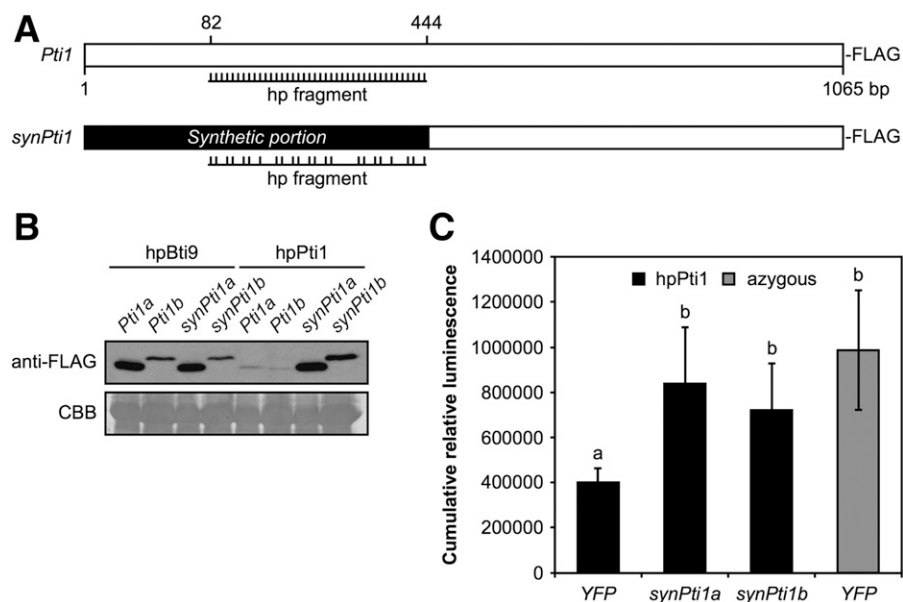 A
82 444
Pti1 -FLAG
1 hp fragment 1065 bp
synPti1 Synthetic portion -FLAG
hp fragment
B
hpBti9 hpPti1
Pti1a Pti1b synPti1a synPti1b Pti1a Pti1b synPti1a synPti1b
anti-FLAG
CBB
C
Cumulative relative luminescence
1400000
1200000
1000000
800000
600000
400000
200000
0
hpPti1 azygous
a b b b
YFP synPti1a synPti1b YFP